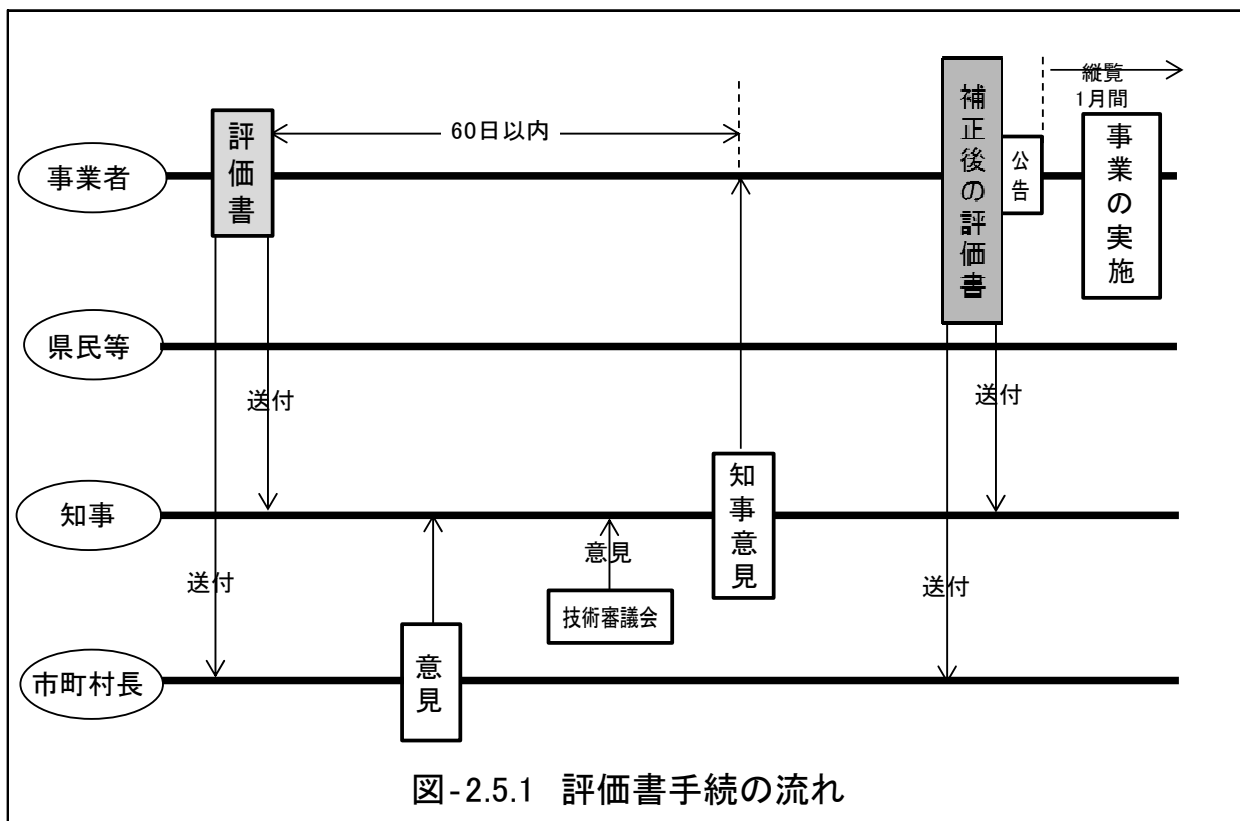 縦覧
1月間
補正後の評価書
評価書
60日以内
公告
事業の実施
事業者
県民等
送付
送付
知事
知事意見
意見
送付
送付
技術審議会
市町村長
意見
図-2.5.1 評価書手続の流れ